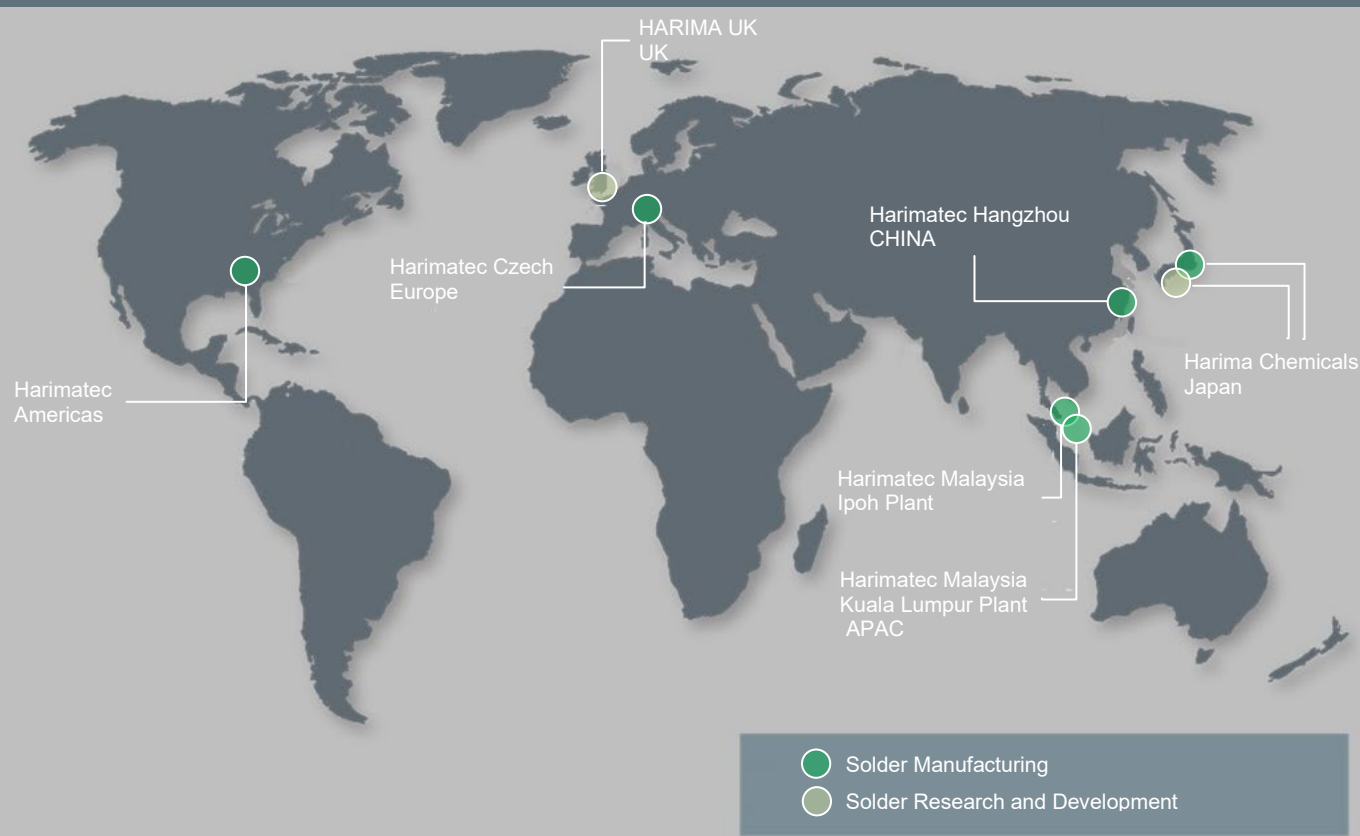 HARIMA UK
UK
Harimatec Hangzhou
CHINA
Harimatec Czech
Europe
Harima Chemicals
Japan
Harimatec
Americas
Harimatec Malaysia
Ipoh Plant
Harimatec Malaysia
Kuala Lumpur Plant
APAC
Solder Manufacturing
Solder Research and Development